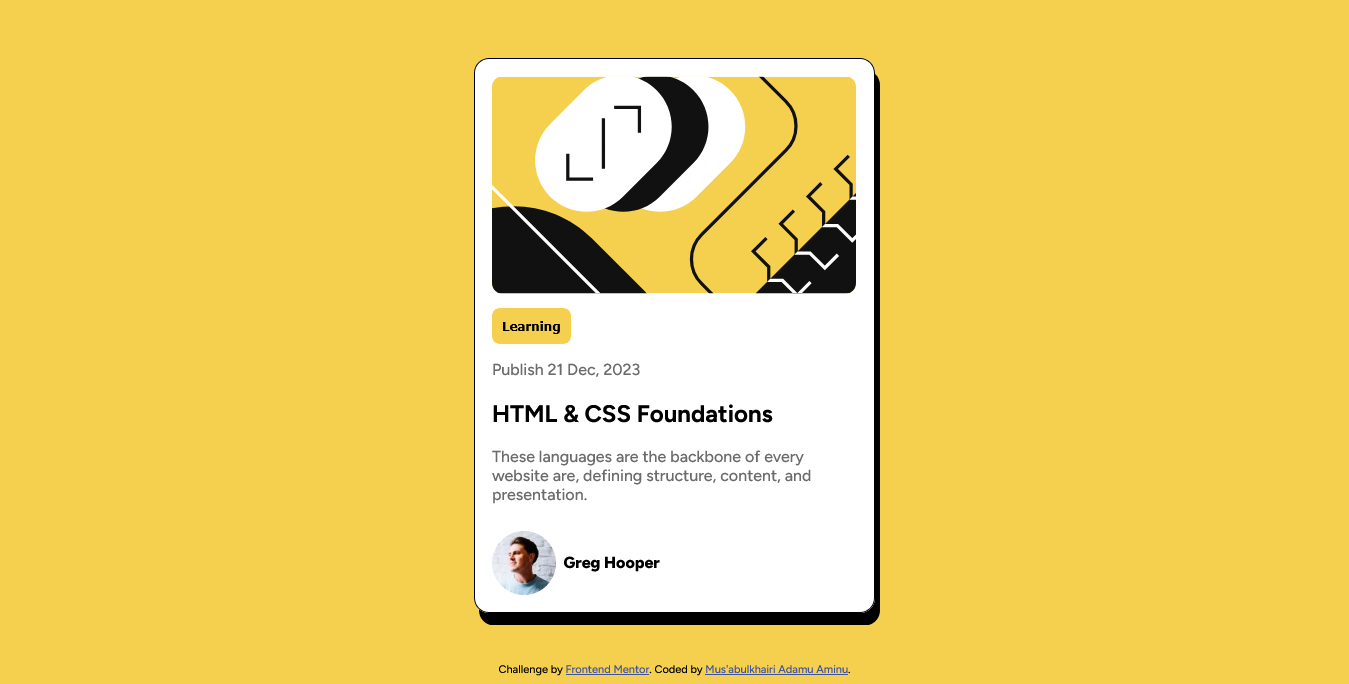 Learning
Publish 21 Dec, 2023
HTML & CSS Foundations
These languages are the backbone of every
website are, defining structure, content, and
presentation.
Greg Hooper
Challenge by Frontend Mentor. Coded by Mus'abulkhairi Adamu Aminu.